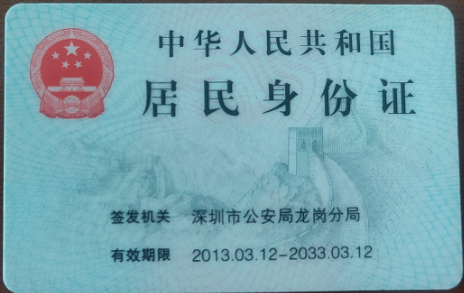 中华人民共和国
居民身份证
签发机关 深圳市公安局龙岗分局
有效期限 2013.03.12-2033.03.12